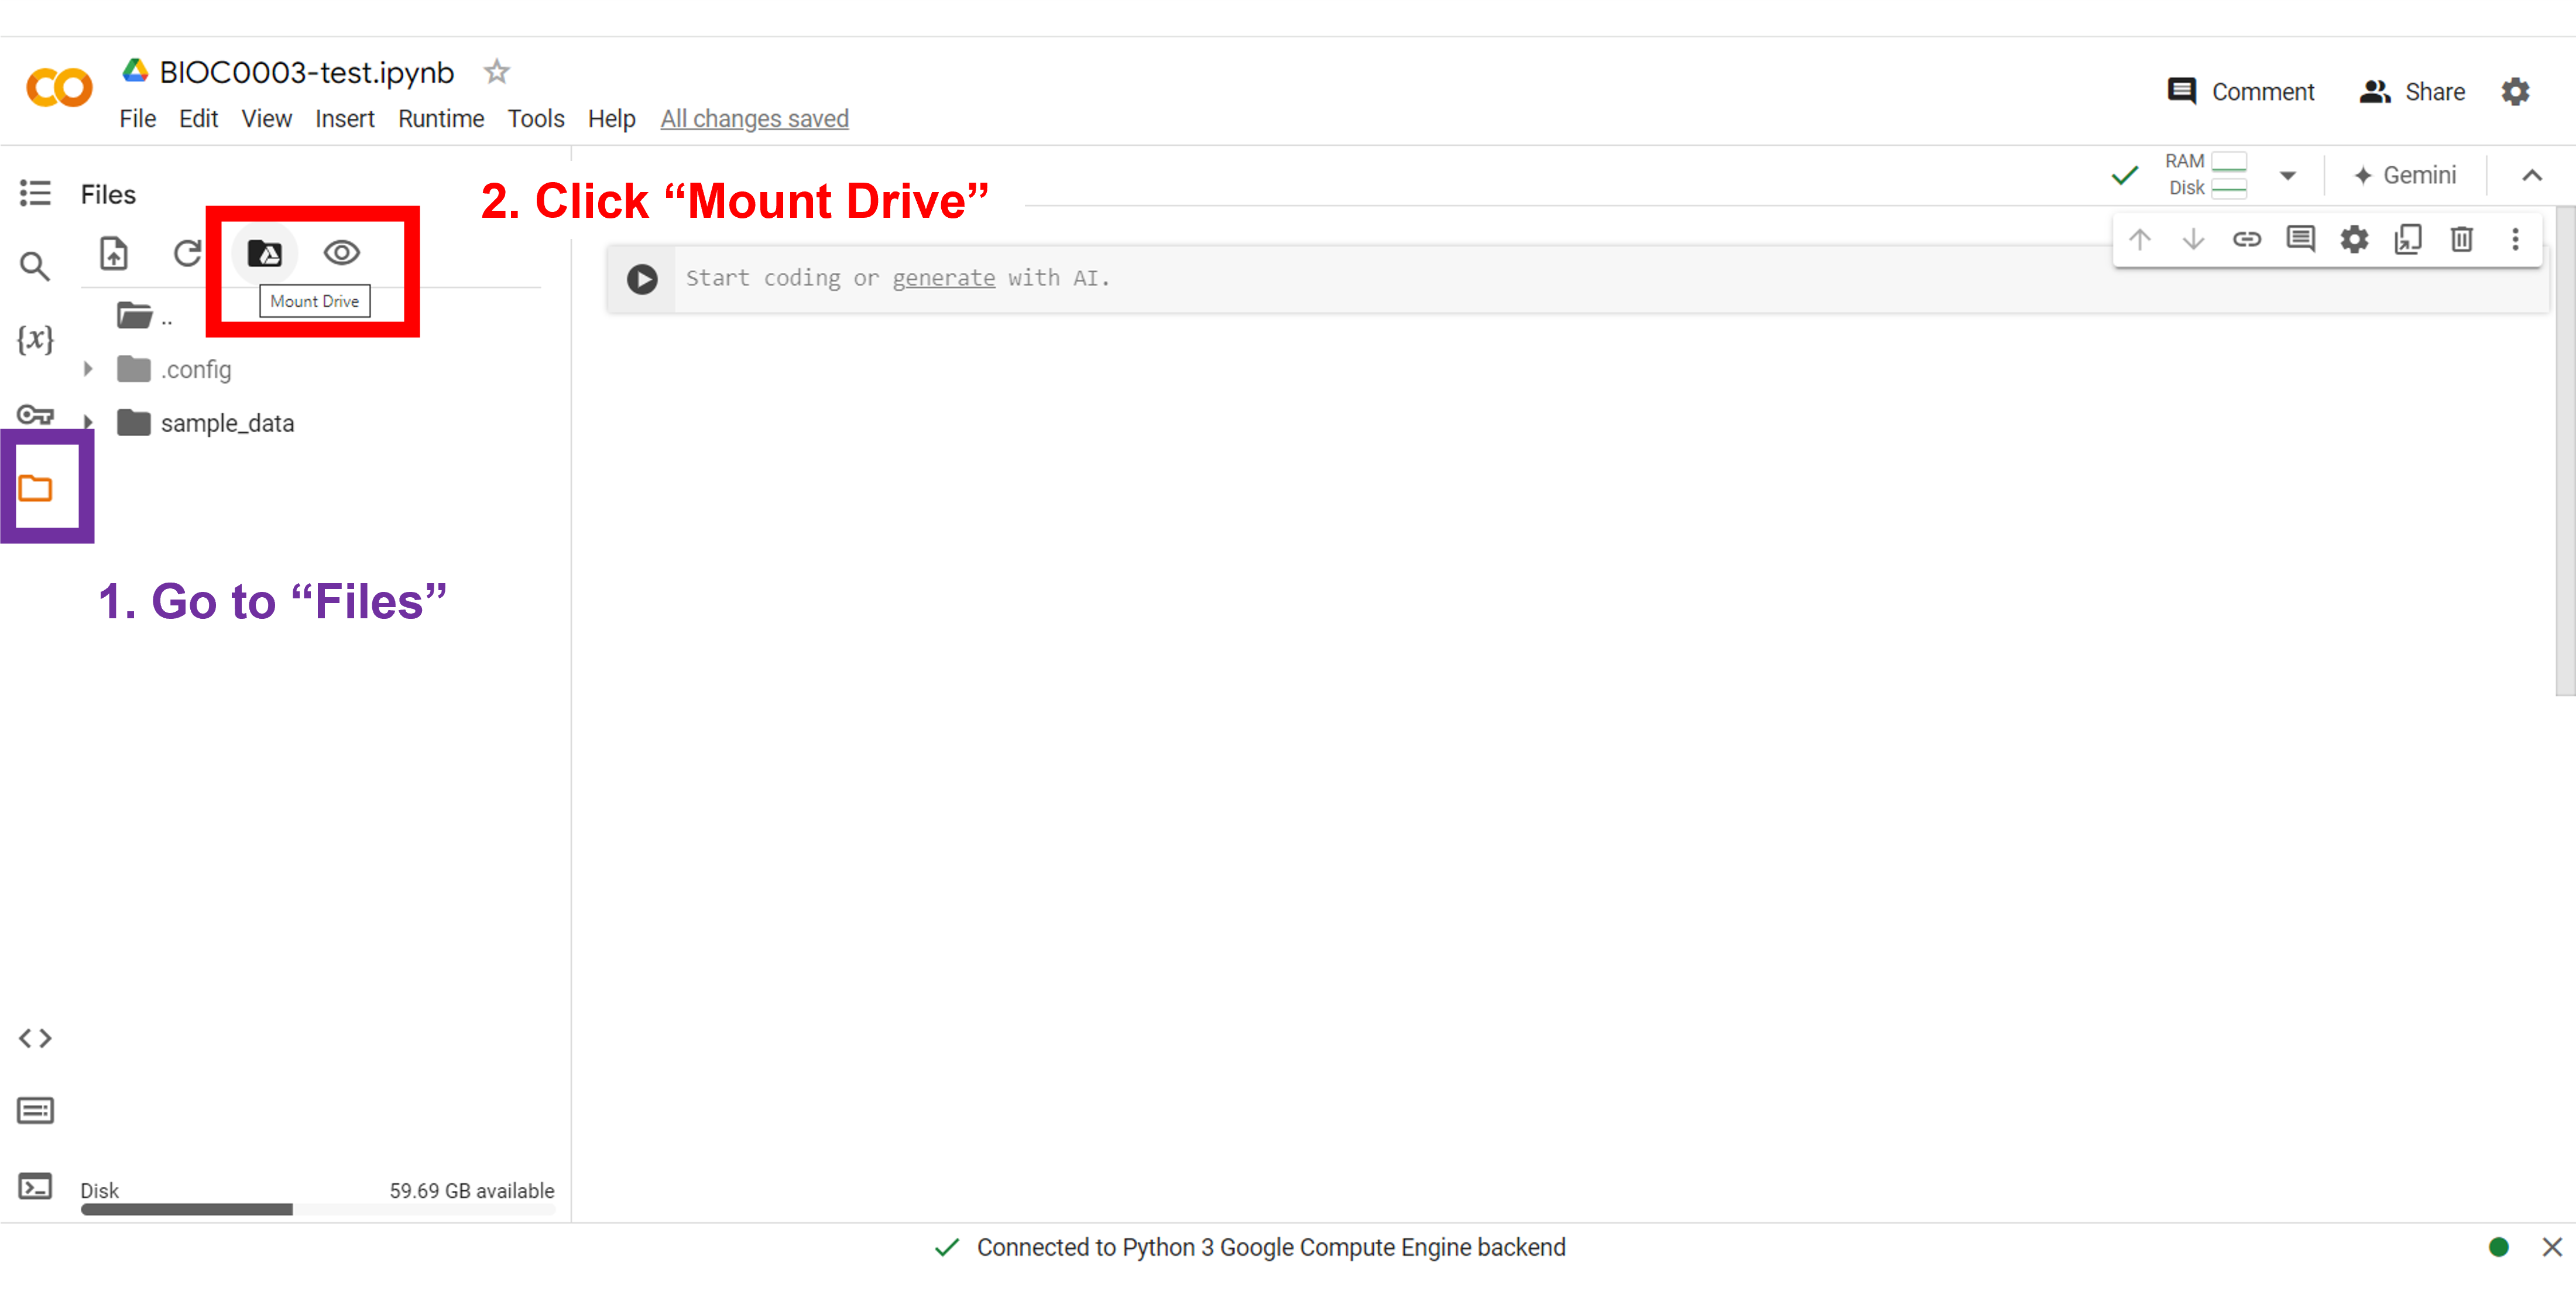 BIOC0003-test.ipynb
File Edit View Insert Runtime Tools Help All changes saved
Comment Share
RAM
Disk
Gemini
Files
2. Click “Mount Drive”
Mount Drive
Start coding or generate with AI.
..
{x}
.config
sample_data
1. Go to “Files”
Disk 59.69 GB available
Connected to Python 3 Google Compute Engine backend